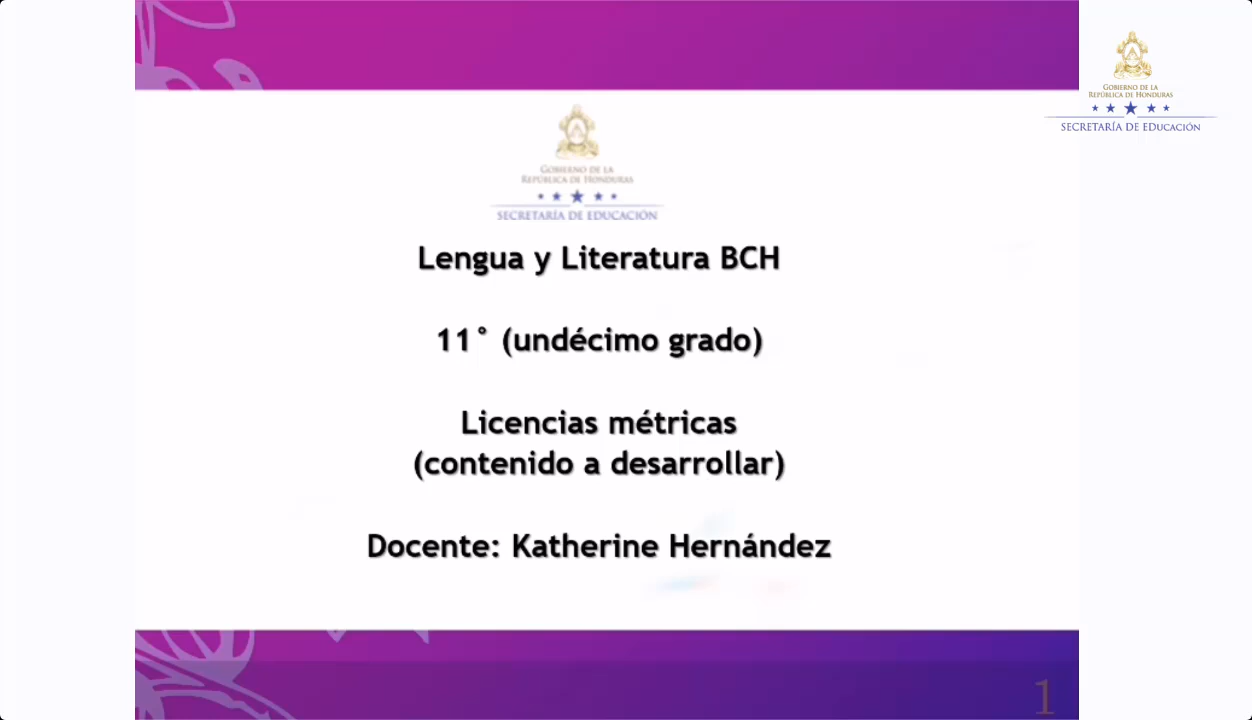 GOBIERNO DE LA
REPÚBLICA DE HONDURAS
SECRETARÍA DE EDUCACIÓN
GOBIERNO DE LA
REPÚBLICA DE HONDURAS
SECRETARÍA DE EDUCACIÓN
Lengua y Literatura BCH
11° (undécimo grado)
Licencias métricas
(contenido a desarrollar)
Docente: Katherine Hernández
1